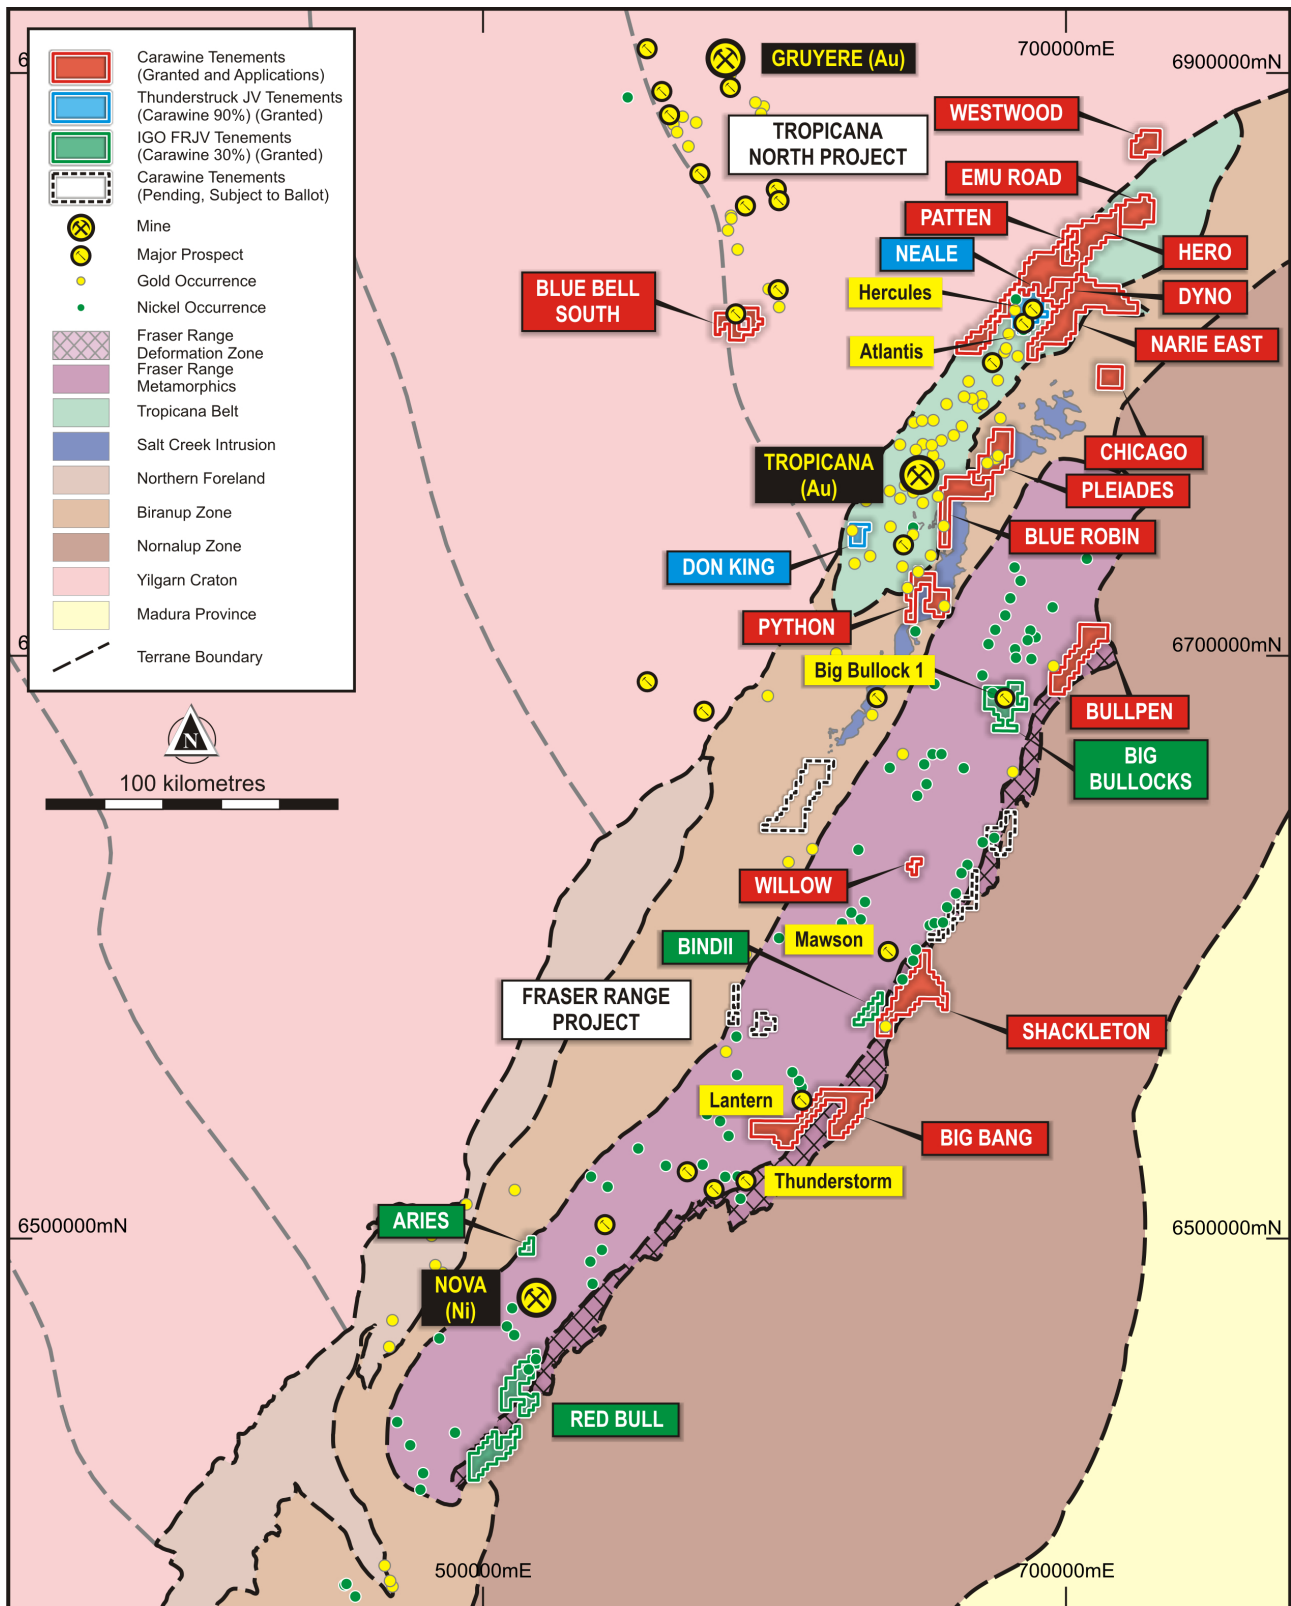 Carawine Tenements
(Granted and Applications)
Thunderstruck JV Tenements
(Carawine 90%) (Granted)
IGO FRJV Tenements
(Carawine 30%) (Granted)
Carawine Tenements
(Pending, Subject to Ballot)
Mine
Major Prospect
Gold Occurrence
Nickel Occurrence
Fraser Range
Deformation Zone
Fraser Range
Metamorphics
Tropicana Belt
Salt Creek Intrusion
Northern Foreland
Biranup Zone
Nornalup Zone
Yilgarn Craton
Madura Province
Terrane Boundary
N
100 kilometres
6
6
700000mE
6900000mN
GRUYERE (Au)
WESTWOOD
TROPICANA
NORTH PROJECT
EMU ROAD
PATTEN
NEALE
HERO
BLUE BELL
SOUTH
Hercules
DYNO
Atlantis
NARIE EAST
TROPICANA
(Au)
CHICAGO
PLEIADES
BLUE ROBIN
DON KING
PYTHON
6700000mN
Big Bullock 1
BULLPEN
BIG
BULLOCKS
WILLOW
BINDII
Mawson
FRASER RANGE
PROJECT
SHACKLETON
Lantern
BIG BANG
Thunderstorm
ARIES
6500000mN
6500000mN
NOVA
(Ni)
RED BULL
500000mE
700000mE